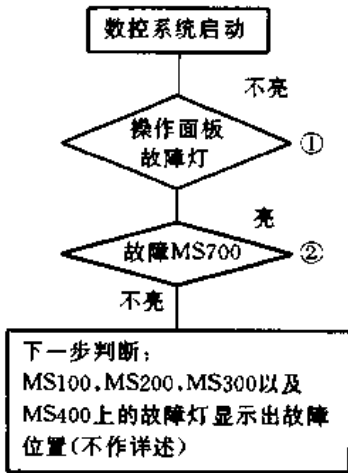 数控系统启动
不亮
操作面板
故障灯
①
亮
故障MS700
②
不亮
下一步判断：
MS100，MS200，MS300以及
MS400上的故障灯显示出故障
位置(不作详述)